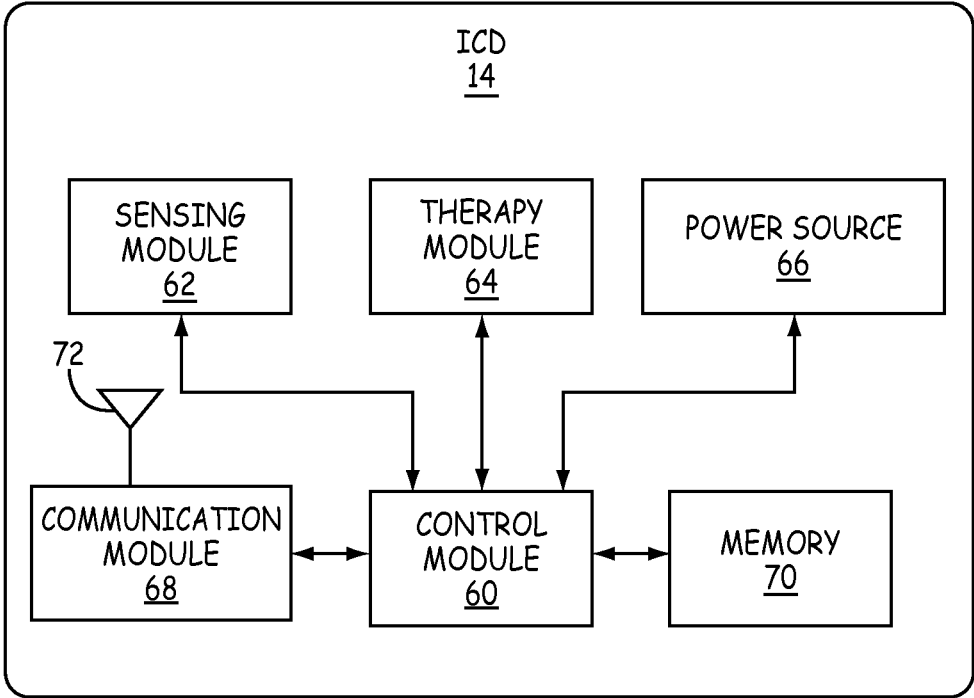 ICD
14
SENSING
MODULE
62
THERAPY
MODULE
64
POWER SOURCE
66
72
COMMUNICATION
MODULE
68
CONTROL
MODULE
60
MEMORY
70